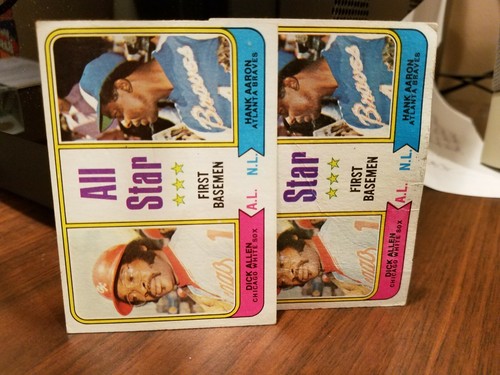 All
Star
FIRST
BASEMEN
Braves
HANK AARON
ATLANTA BRAVES
N.L.
A.L.
DICK ALLEN
CHICAGO WHITE SOX
Star
FIRST
BASEMEN
Braves
HANK AARON
ATLANTA BRAVES
N.L.
A.L.
DICK ALLEN
CHICAGO WHITE SOX